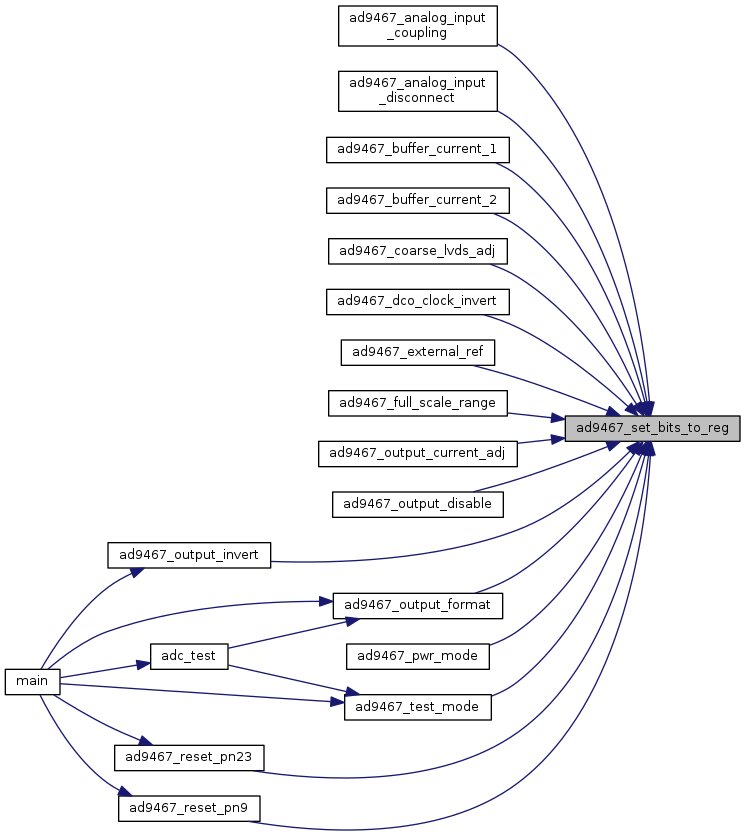 ad9467_analog_input
_coupling
ad9467_analog_input
_disconnect
ad9467_buffer_current_1
ad9467_buffer_current_2
ad9467_coarse_lvds_adj
ad9467_dco_clock_invert
ad9467_external_ref
ad9467_full_scale_range
ad9467_set_bits_to_reg
ad9467_output_current_adj
ad9467_output_disable
ad9467_output_invert
ad9467_output_format
adc_test
ad9467_pwr_mode
main
ad9467_test_mode
ad9467_reset_pn23
ad9467_reset_pn9